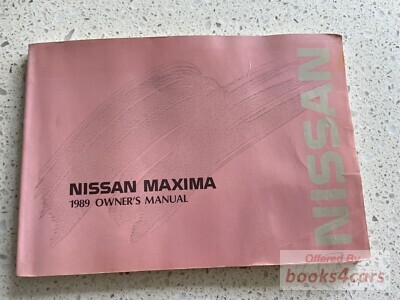 NISSAN MAXIMA
1989 OWNER'S MANUAL
NISSAN
Offered By
books4cars